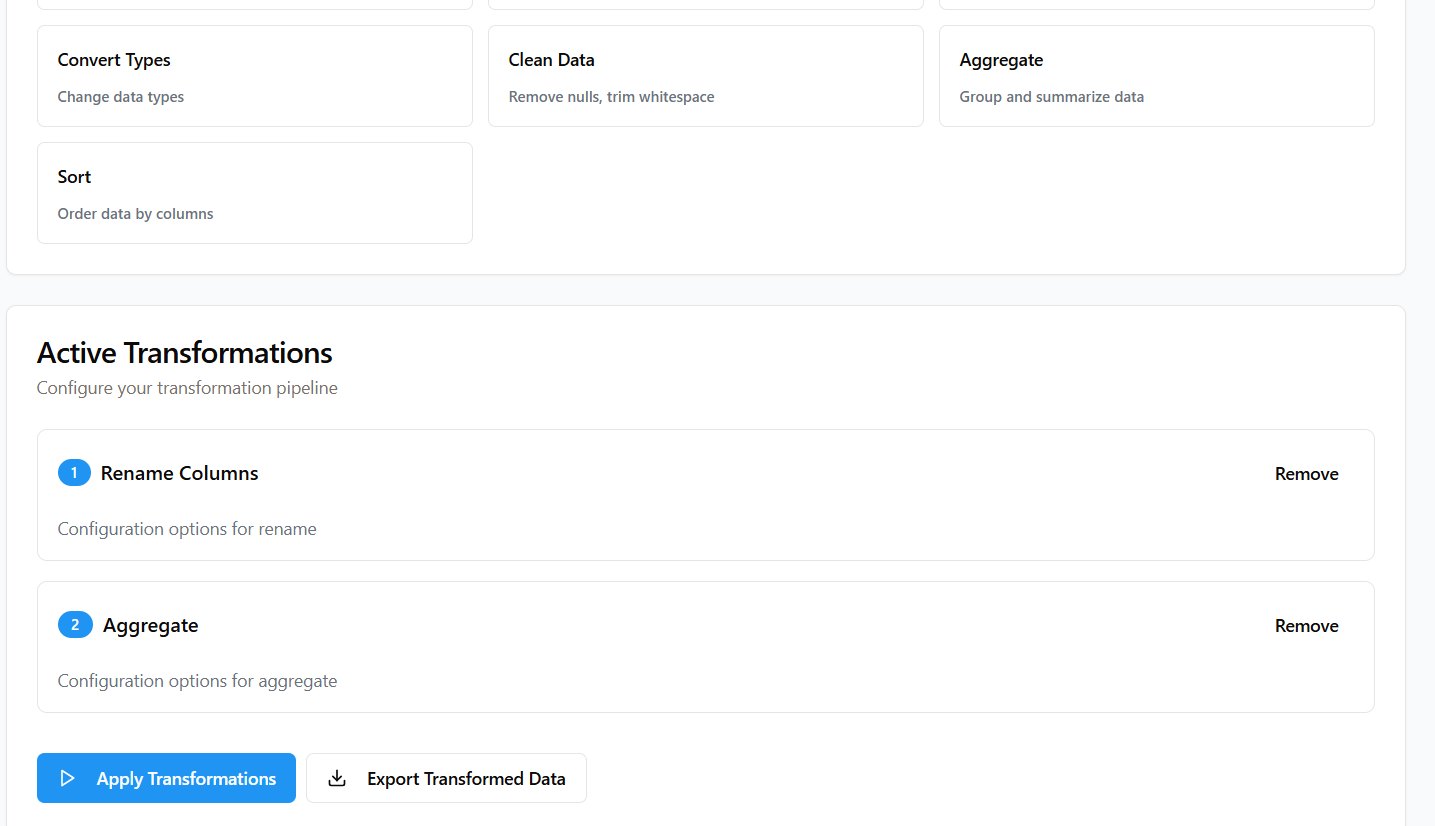 Convert Types
Change data types
Clean Data
Remove nulls, trim whitespace
Aggregate
Group and summarize data
Sort
Order data by columns
Active Transformations
Configure your transformation pipeline
1 Rename Columns
Remove
Configuration options for rename
2 Aggregate
Remove
Configuration options for aggregate
Apply Transformations
Export Transformed Data